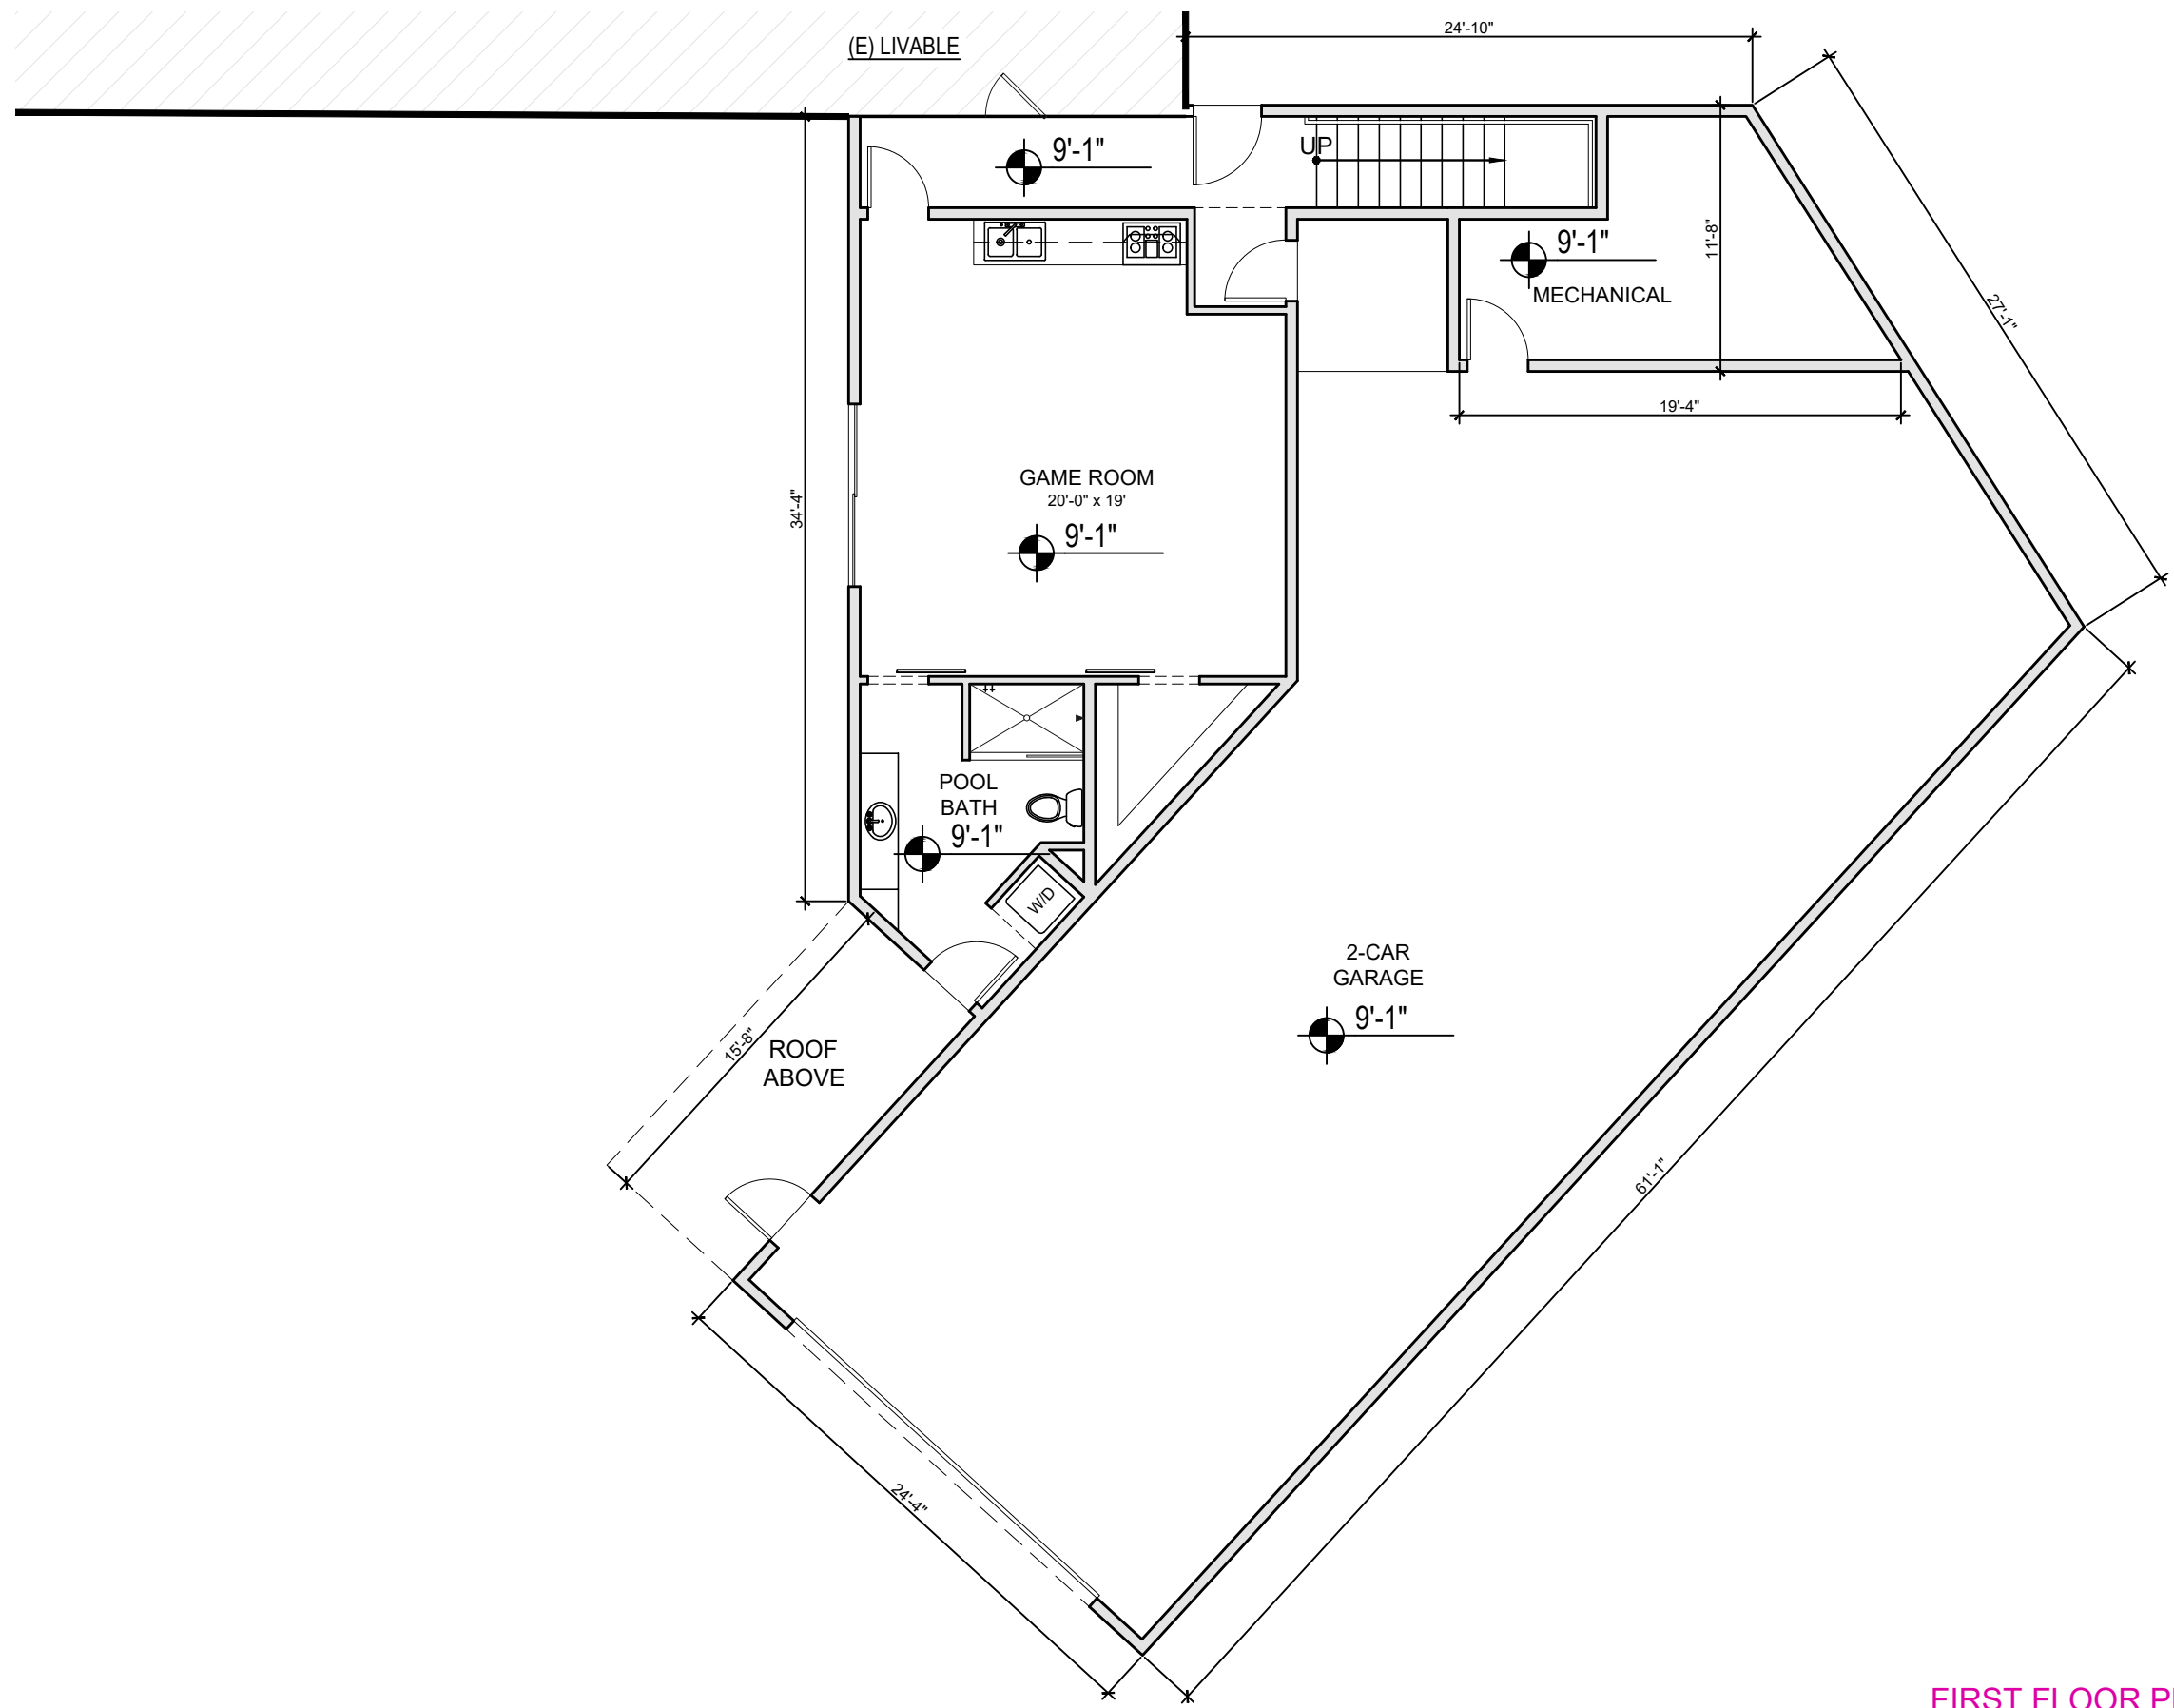 24'-10"
(E) LIVABLE
9'-1"
UP
9'-1"
MECHANICAL
11'-8"
27'-1"
19'-4"
GAME ROOM
20'-0" x 19'
9'-1"
34'-4"
POOL
BATH
9'-1"
W/D
2-CAR
GARAGE
9'-1"
15'-8"
ROOF
ABOVE
61'-1"
24'-4"
FIRST FLOOR